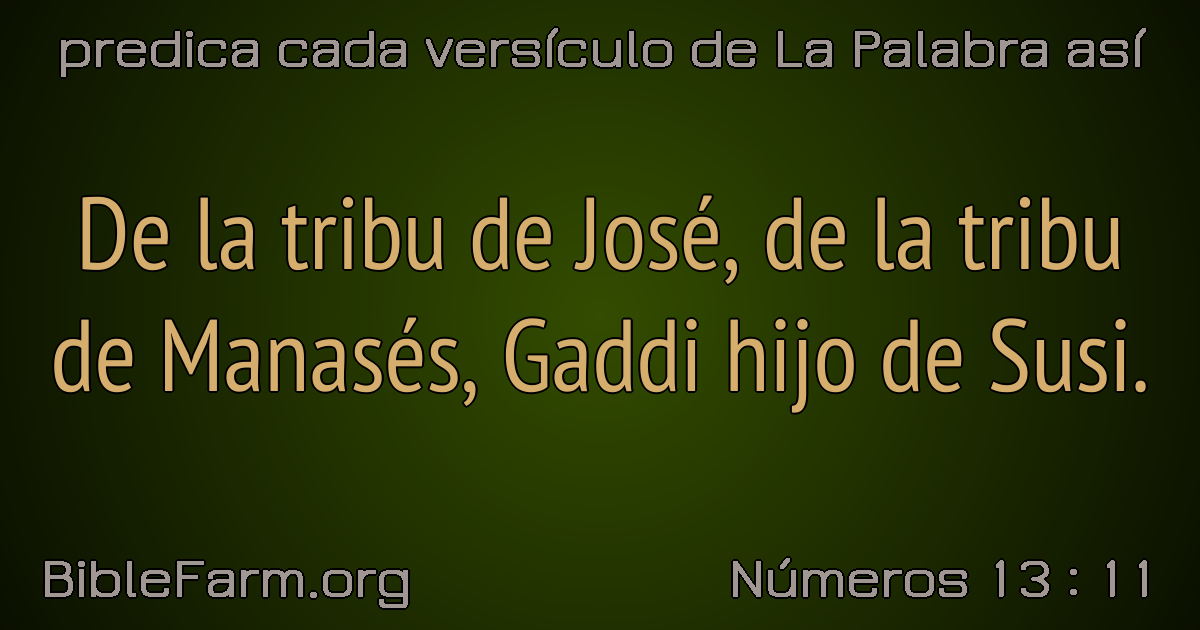 predica cada versículo de La Palabra así
De la tribu de José, de la tribu
de Manasés, Gaddi hijo de Susi.
BibleFarm.org
Números 13 : 11